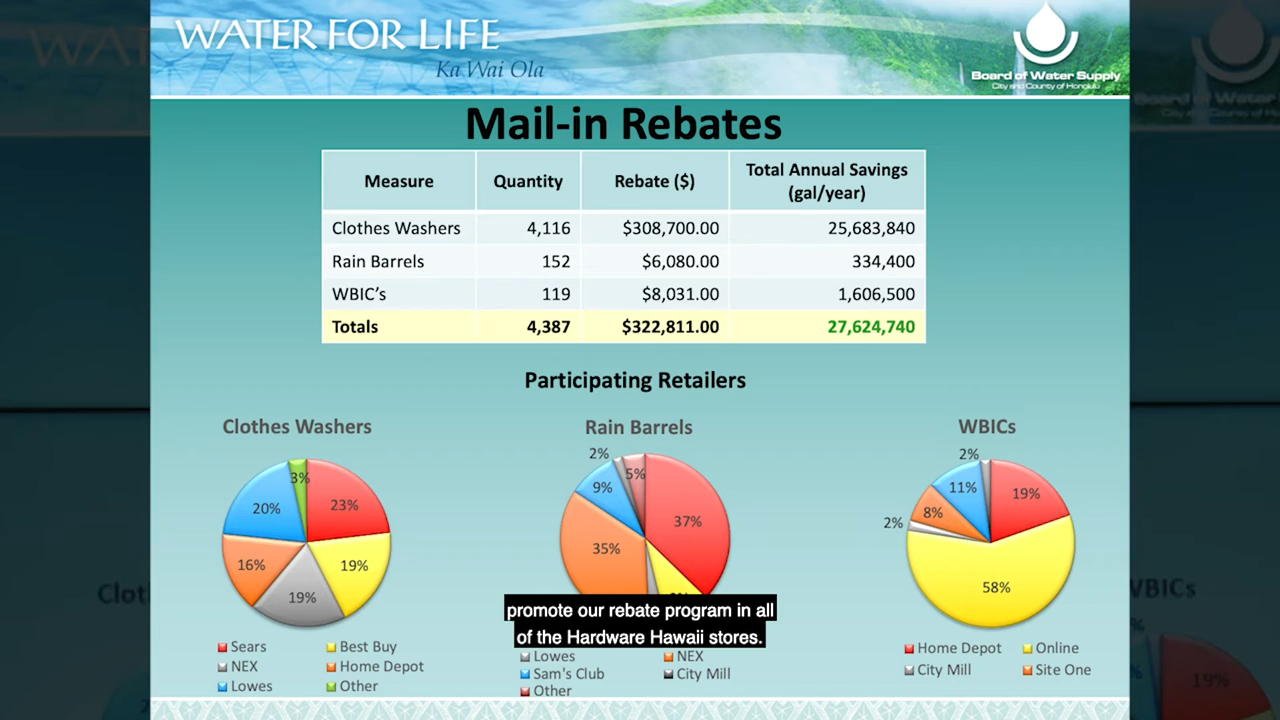 WATER FOR LIFE
Ka Wai Ola
Board of Water Supply
City and County of Honolulu
Mail-in Rebates
Measure Quantity Rebate ($) Total Annual Savings (gal/year)
Clothes Washers 4,116 $308,700.00 25,683,840
Rain Barrels 152 $6,080.00 334,400
WBIC's 119 $8,031.00 1,606,500
Totals 4,387 $322,811.00 27,624,740
Participating Retailers
Clothes Washers
3%
20%
23%
16%
19%
19%
Sears Best Buy
NEX Home Depot
Lowes Other
Rain Barrels
2%
5%
9%
37%
35%
promote our rebate program in all
of the Hardware Hawaii stores.
Lowes NEX
Sam's Club City Mill
Other
WBICs
2%
11%
19%
8%
2%
58%
Home Depot Online
City Mill Site One
WBICs
19%